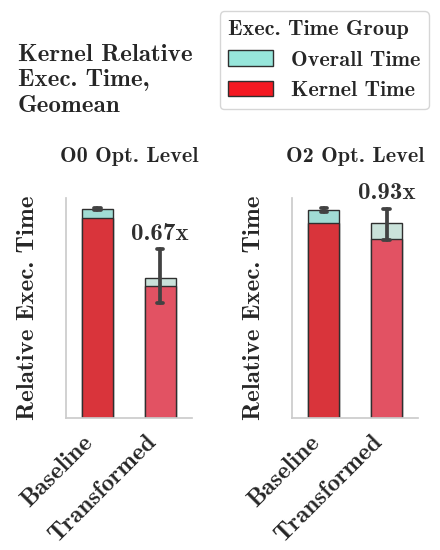 Kernel Relative
Exec. Time,
Geomean
Exec. Time Group
Overall Time
Kernel Time
O0 Opt. Level
Relative Exec. Time
0.67x
Baseline
Transformed
O2 Opt. Level
Relative Exec. Time
0.93x
Baseline
Transformed